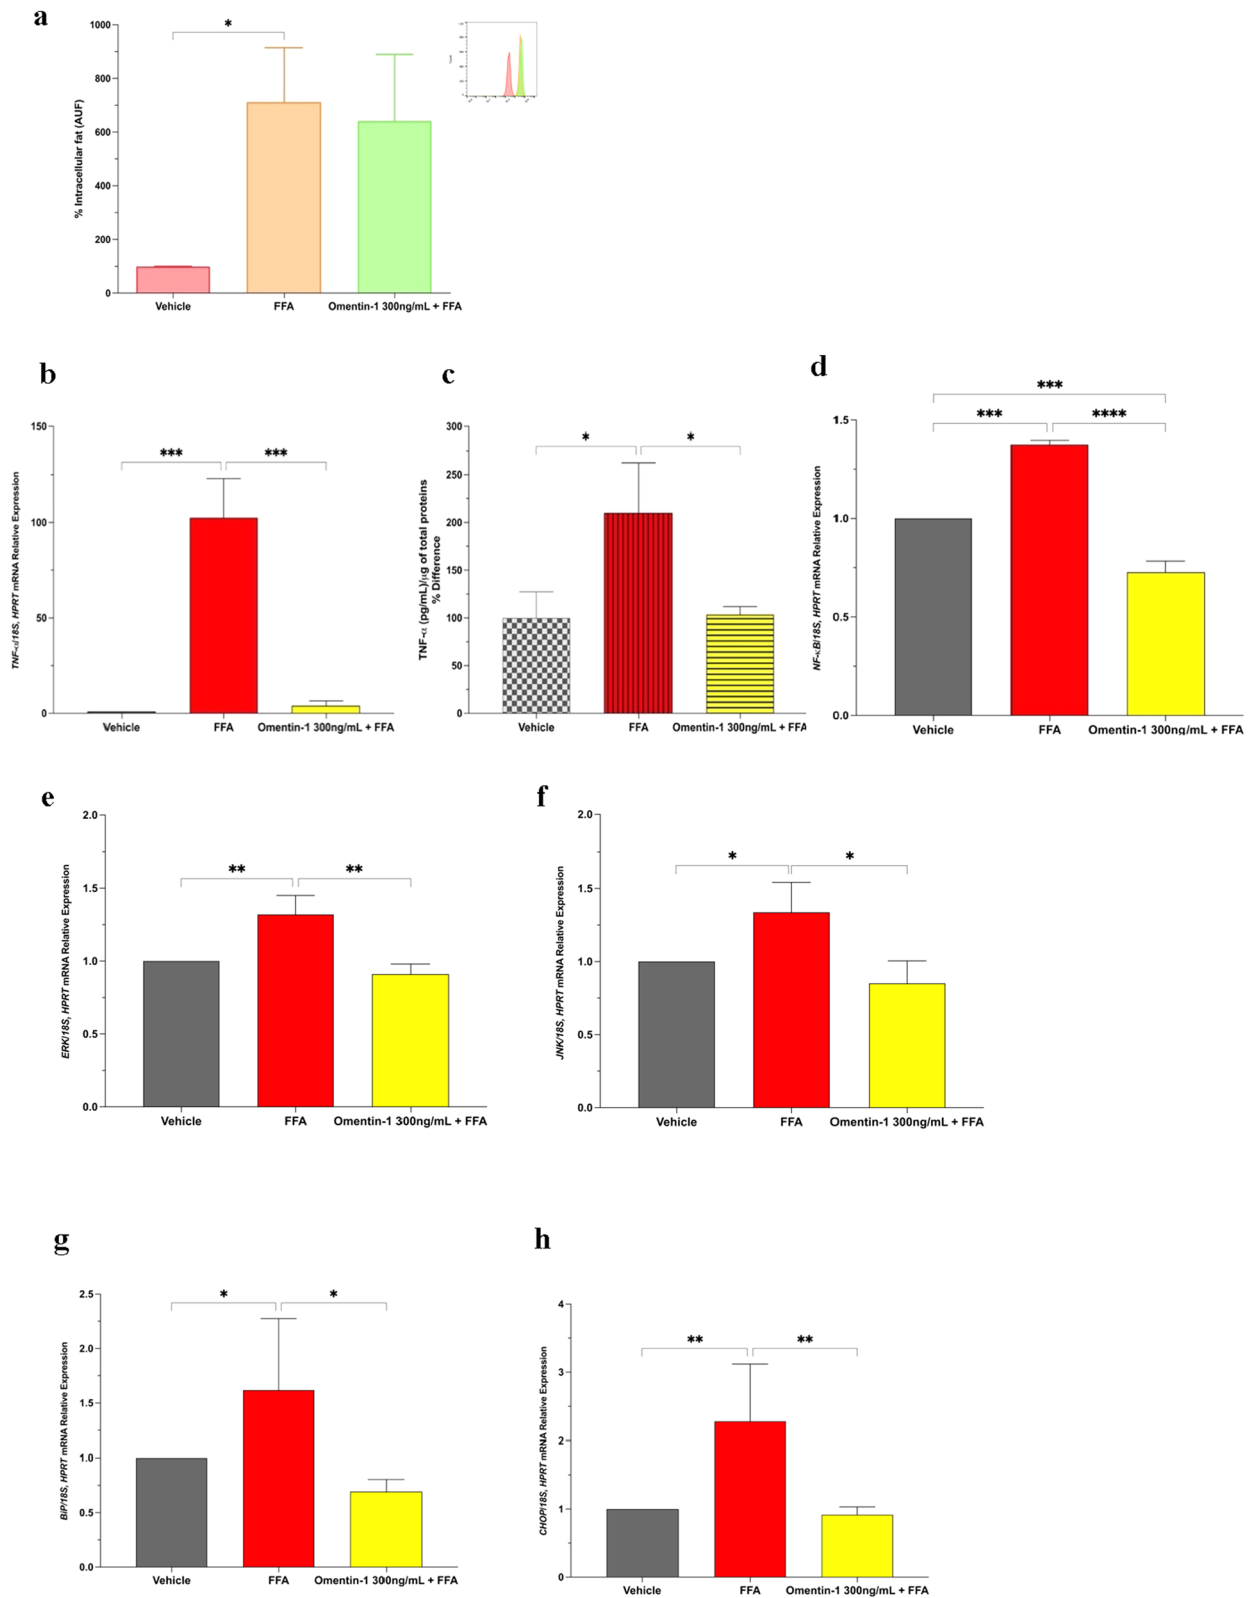 a
1000
800
600
400
200
0
% Intracellular fat (AUF)
*
Vehicle
FFA
Omentin-1 300ng/mL + FFA
b
150
100
50
0
TNF-α/18S, HPRT mRNA Relative Expression
***
***
Vehicle
FFA
Omentin-1 300ng/mL + FFA
c
300
250
200
150
100
50
0
TNF-α (pg/mL)/µg of total proteins
% Difference
*
*
Vehicle
FFA
Omentin-1 300ng/mL + FFA
d
1.5
1.0
0.5
0.0
NF-κB/18S, HPRT mRNA Relative Expression
***
***
****
Vehicle
FFA
Omentin-1 300ng/mL + FFA
e
2.0
1.5
1.0
0.5
0.0
ERK/18S, HPRT mRNA Relative Expression
**
**
Vehicle
FFA
Omentin-1 300ng/mL + FFA
f
2.0
1.5
1.0
0.5
0.0
JNK/18S, HPRT mRNA Relative Expression
*
*
Vehicle
FFA
Omentin-1 300ng/mL + FFA
g
2.5
2.0
1.5
1.0
0.5
0.0
BiP/18S, HPRT mRNA Relative Expression
*
*
Vehicle
FFA
Omentin-1 300ng/mL + FFA
h
4
3
2
1
0
CHOP/18S, HPRT mRNA Relative Expression
**
**
Vehicle
FFA
Omentin-1 300ng/mL + FFA